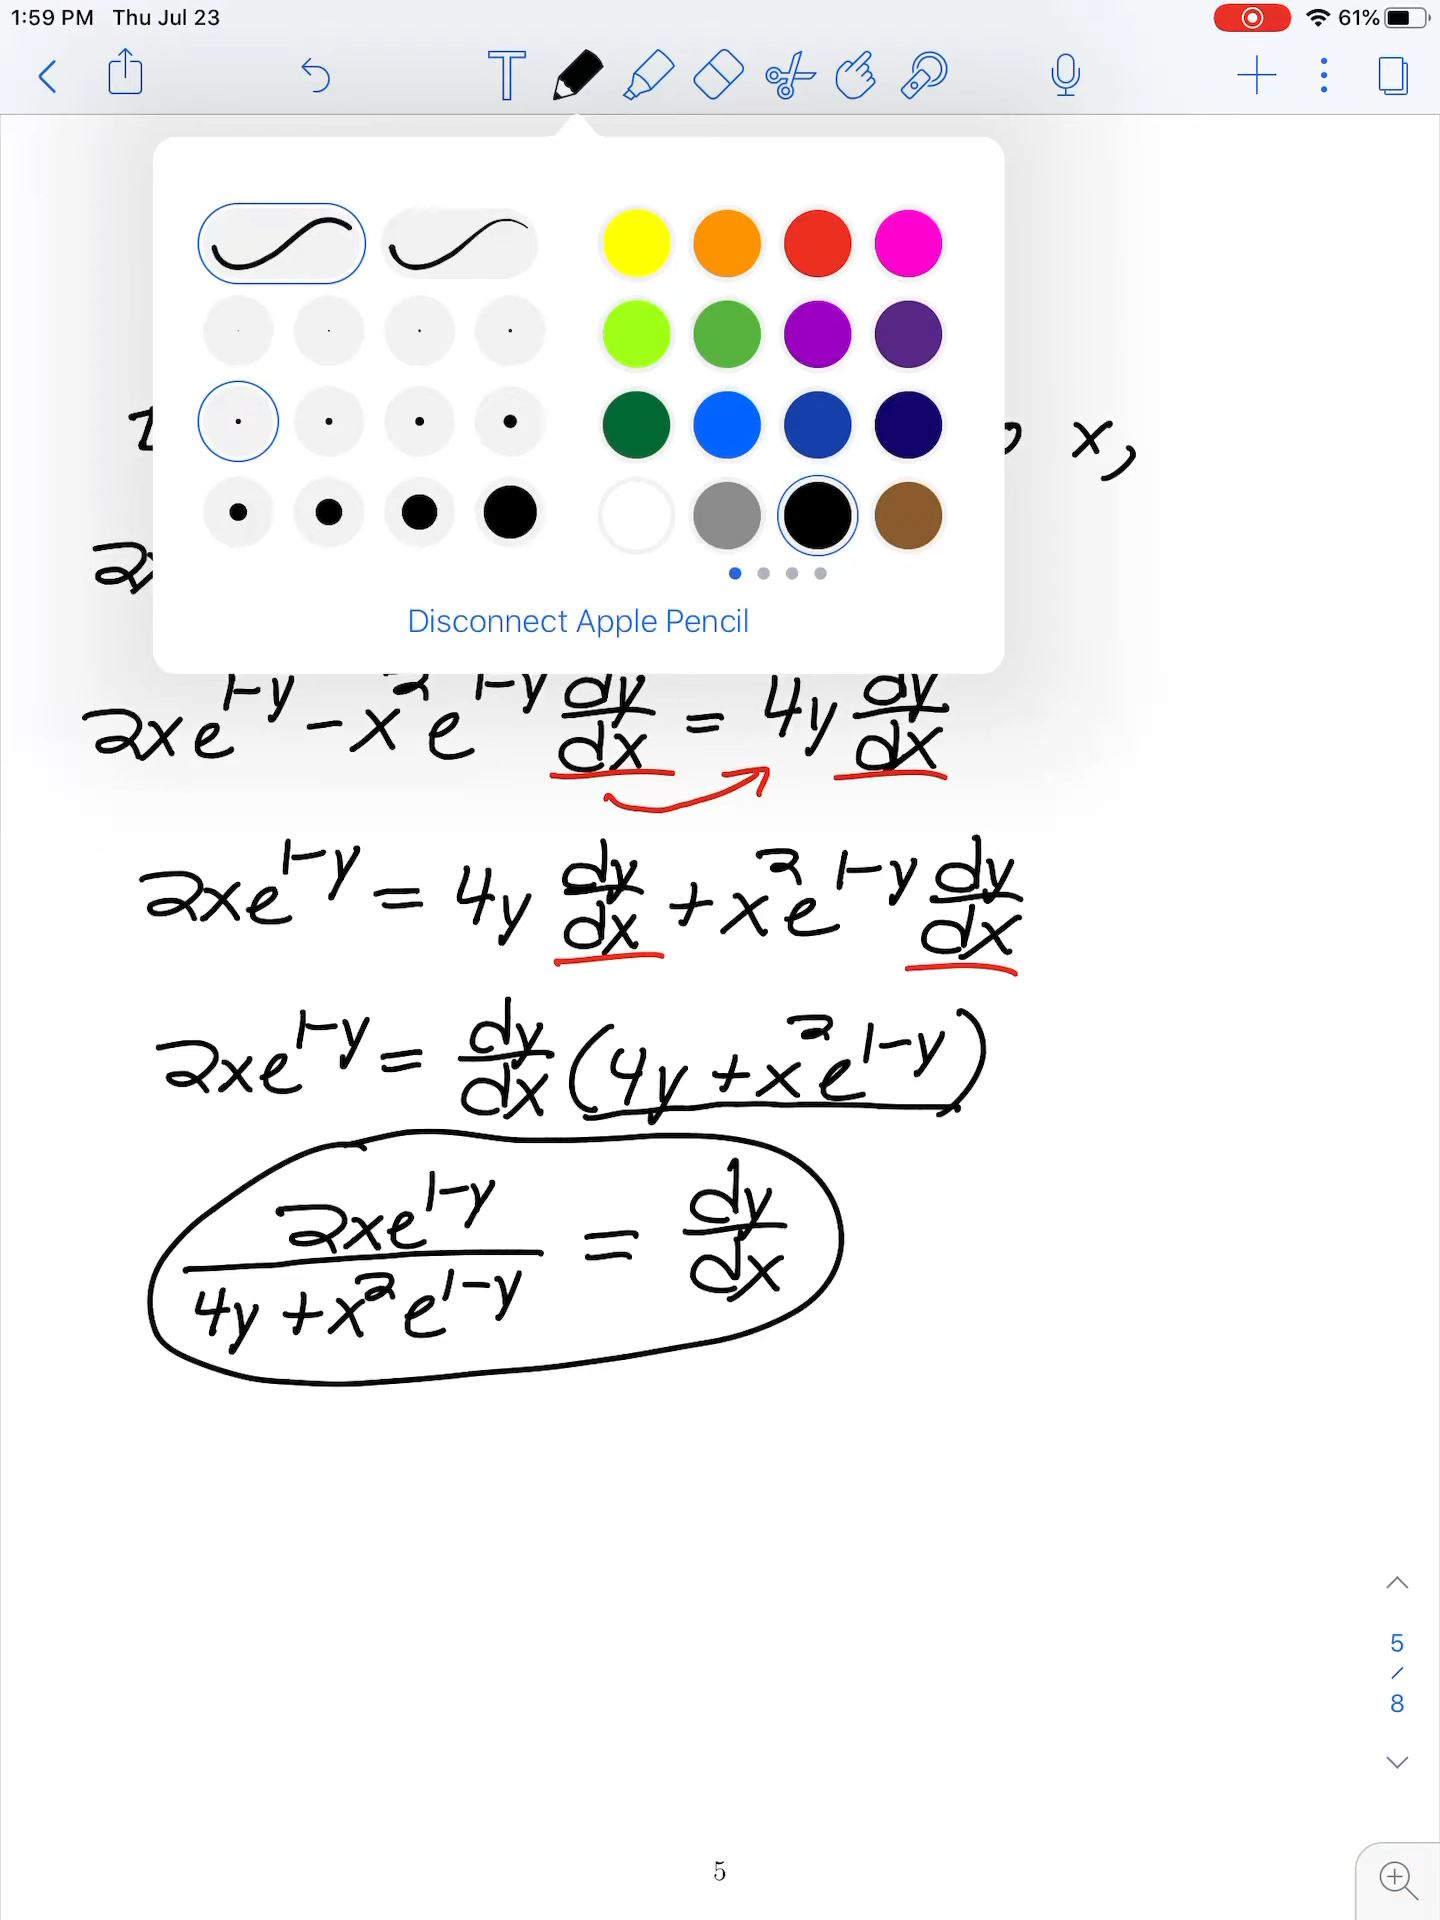 1:59 PM Thu Jul 23 61%
T
x,
2
Disconnect Apple Pencil
2xe^{1-y} - x^2 e^{1-y} dy/dx = 4y dy/dx
2xe^{1-y} = 4y dy/dx + x^2 e^{1-y} dy/dx
2xe^{1-y} = dy/dx (4y + x^2 e^{1-y})
2xe^{1-y} / 4y + x^2 e^{1-y} = dy/dx
5 / 8
5